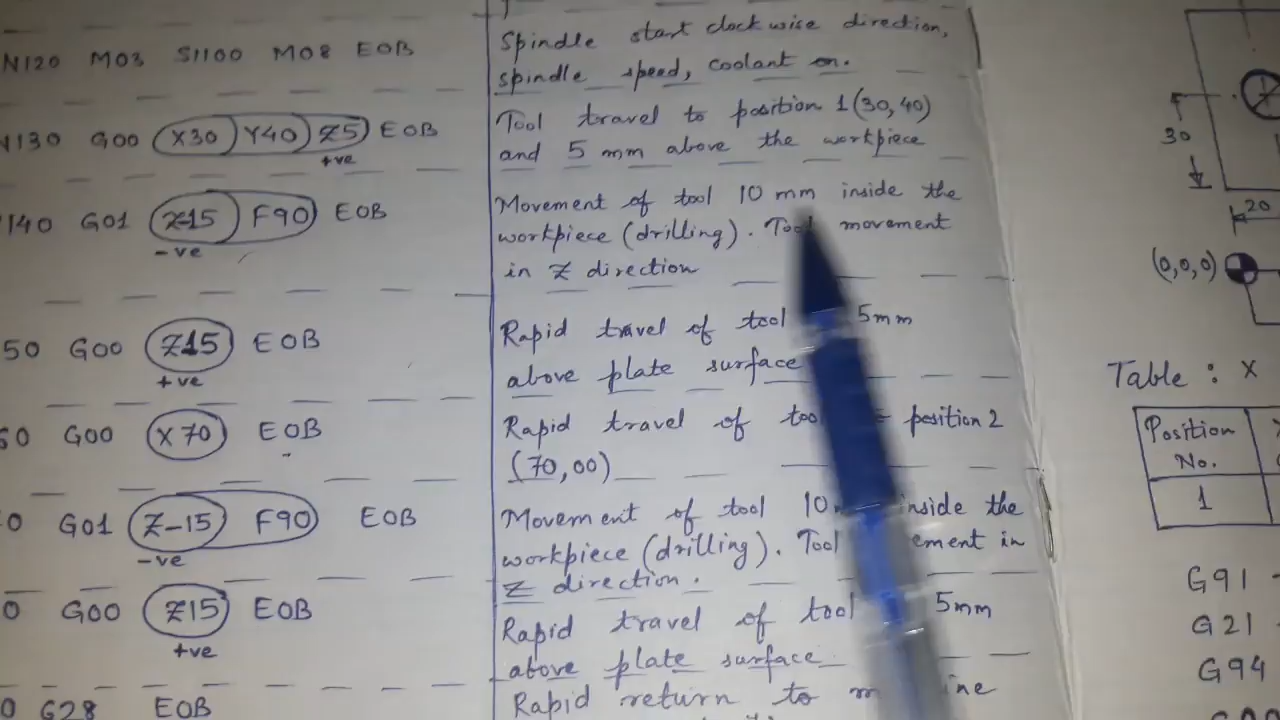 N120 M03 S1100 M08 EOB
Spindle start clockwise direction,
spindle speed, coolant on.
N130 G00 X30 Y40 Z5 EOB
+ve
Tool travel to position 1(30,40)
and 5 mm above the workpiece
140 G01 Z-15 F90 EOB
-ve
Movement of tool 10 mm inside the
workpiece (drilling). Tool movement
in Z direction
50 G00 Z15 EOB
+ve
Rapid travel of tool 5mm
above plate surface
60 G00 X70 EOB
Rapid travel of position 2
(70,00)
0 G01 Z-15 F90 EOB
-ve
Movement of tool 10 inside the
workpiece (drilling). Tool in
Z direction.
0 G00 Z15 EOB
+ve
Rapid travel of tool 5mm
above plate surface
0 G28 EOB
Rapid return to
30
20
(0,0,0)
Table : X
Position
No.
1
G91 -
G21 -
G94